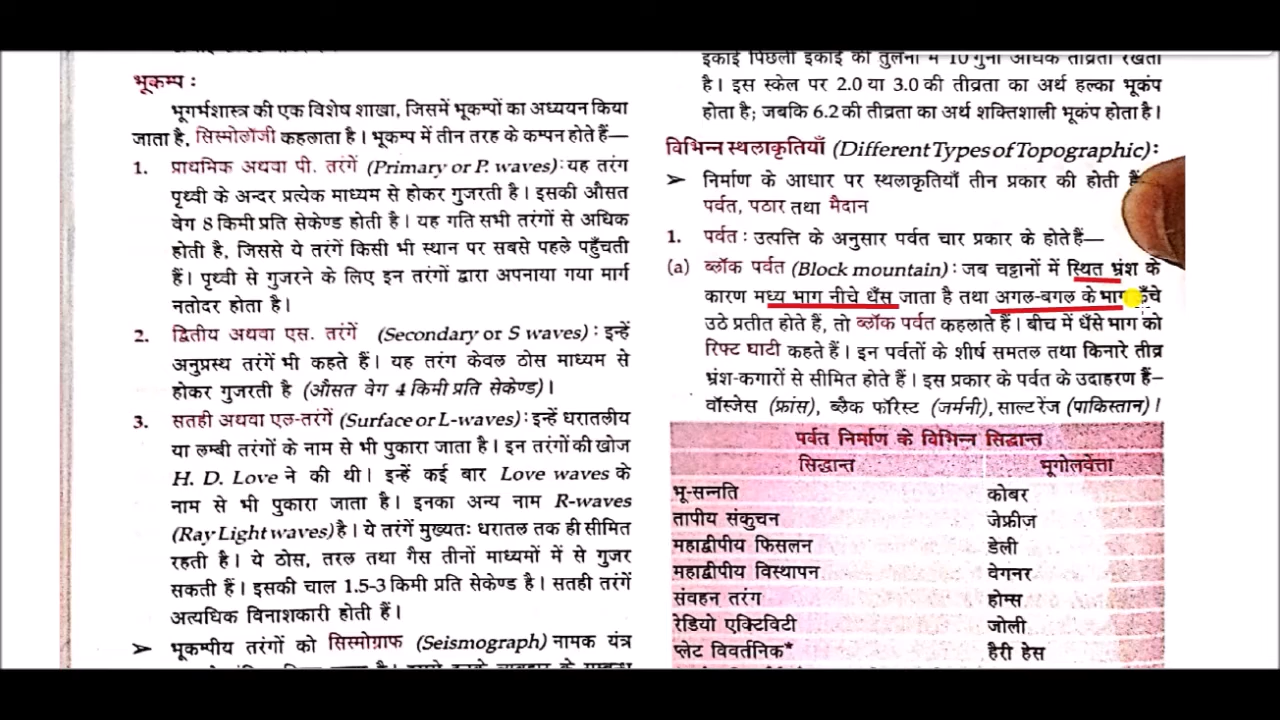 भूकम्प :
भूगर्भशास्त्र की एक विशेष शाखा, जिसमें भूकम्पों का अध्ययन किया
जाता है, सिस्मोलॉजी कहलाता है। भूकम्प में तीन तरह के कम्पन होते हैं—
1. प्राथमिक अथवा पी. तरंगें (Primary or P. waves) : यह तरंग
पृथ्वी के अन्दर प्रत्येक माध्यम से होकर गुजरती है। इसकी औसत
वेग 8 किमी प्रति सेकेण्ड होती है। यह गति सभी तरंगों से अधिक
होती है, जिससे ये तरंगें किसी भी स्थान पर सबसे पहले पहुँचती
हैं। पृथ्वी से गुजरने के लिए इन तरंगों द्वारा अपनाया गया मार्ग
नतोदर होता है।
2. द्वितीय अथवा एस. तरंगें (Secondary or S waves) : इन्हें
अनुप्रस्थ तरंगें भी कहते हैं। यह तरंग केवल ठोस माध्यम से
होकर गुजरती है (औसत वेग 4 किमी प्रति सेकेण्ड)।
3. सतही अथवा एल-तरंगें (Surface or L-waves) : इन्हें धरातलीय
या लम्बी तरंगों के नाम से भी पुकारा जाता है। इन तरंगों की खोज
H. D. Love ने की थी। इन्हें कई बार Love waves के
नाम से भी पुकारा जाता है। इनका अन्य नाम R-waves
(Ray Light waves) है। ये तरंगें मुख्यतः धरातल तक ही सीमित
रहती है। ये ठोस, तरल तथा गैस तीनों माध्यमों में से गुजर
सकती हैं। इसकी चाल 1.5-3 किमी प्रति सेकेण्ड है। सतही तरंगें
अत्यधिक विनाशकारी होती हैं।
➤ भूकम्पीय तरंगों को सिस्मोग्राफ (Seismograph) नामक यंत्र
इकाई पिछली इकाई की तुलना में 10 गुना अधिक तीव्रता रखता
है। इस स्केल पर 2.0 या 3.0 की तीव्रता का अर्थ हल्का भूकंप
होता है; जबकि 6.2 की तीव्रता का अर्थ शक्तिशाली भूकंप होता है।
विभिन्न स्थलाकृतियाँ (Different Types of Topographic) :
➤ निर्माण के आधार पर स्थलाकृतियाँ तीन प्रकार की होती हैं
पर्वत, पठार तथा मैदान
1. पर्वत : उत्पत्ति के अनुसार पर्वत चार प्रकार के होते हैं—
(a) ब्लॉक पर्वत (Block mountain) : जब चट्टानों में स्थित भ्रंश के
कारण मध्य भाग नीचे धँस जाता है तथा अगल-बगल के भाग ऊँचे
उठे प्रतीत होते हैं, तो ब्लॉक पर्वत कहलाते हैं। बीच में धँसे भाग को
रिफ्ट घाटी कहते हैं। इन पर्वतों के शीर्ष समतल तथा किनारे तीव्र
भ्रंश-कगारों से सीमित होते हैं। इस प्रकार के पर्वत के उदाहरण हैं–
वॉस्जेस (फ्रांस), ब्लैक फॉरेस्ट (जर्मनी), साल्ट रेंज (पाकिस्तान)।
पर्वत निर्माण के विभिन्न सिद्धान्त
सिद्धान्त भूगोलवेत्ता
भू-सन्नति कोबर
तापीय संकुचन जेफ्रीज
महाद्वीपीय फिसलन डेली
महाद्वीपीय विस्थापन वेगनर
संवहन तरंग होम्स
रेडियो एक्टिविटी जोली
प्लेट विवर्तनिक* हैरी हेस